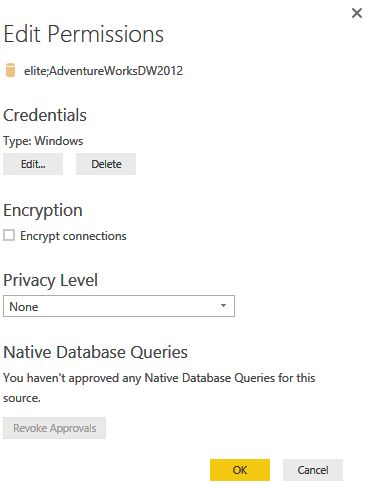 Edit Permissions
elite;AdventureWorksDW2012
Credentials
Type: Windows
Edit... Delete
Encryption
Encrypt connections
Privacy Level
None
Native Database Queries
You haven't approved any Native Database Queries for this
source.
Revoke Approvals
OK Cancel